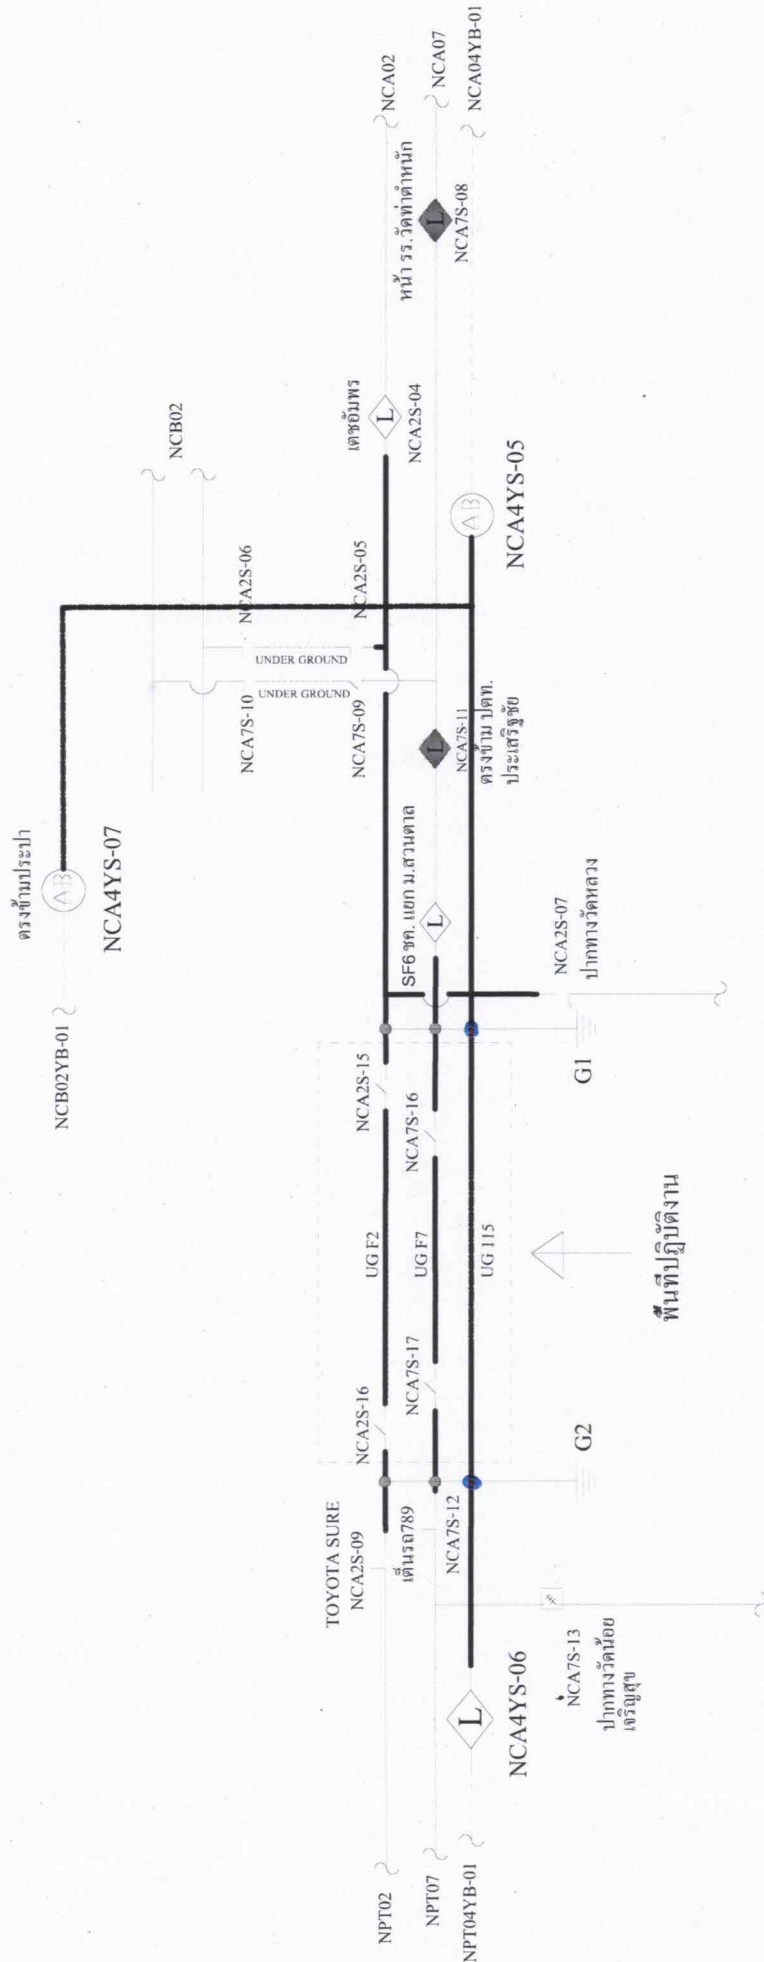 ตรงข้ามประปา
NCB02YB-01
AB
NCA4YS-07
NCB02
NCA2S-06
UNDER GROUND
UNDER GROUND
NCA7S-10
NCA2S-05
NCA7S-09
เดชอัมพร
L
NCA2S-04
NCA02
หน้า รร.วัดท่าตำหนัก
L
NCA7S-08
NCA07
NCA04YB-01
AB
NCA4YS-05
L
NCA7S-11
ตรงข้าม ปตท.
ประเสริฐชัย
SF6 ชค. แยก ม.สวนตาล
L
NCA2S-07
ปากทางวัดหลวง
NCA2S-15
NCA7S-16
G1
UG F2
UG F7
UG 115
พื้นที่ปฏิบัติงาน
NCA2S-16
NCA7S-17
G2
TOYOTA SURE
NCA2S-09
เต็นรถ789
NCA7S-12
NCA7S-13
ปากทางวัดน้อย
เจริญสุข
L
NCA4YS-06
NPT02
NPT07
NPT04YB-01